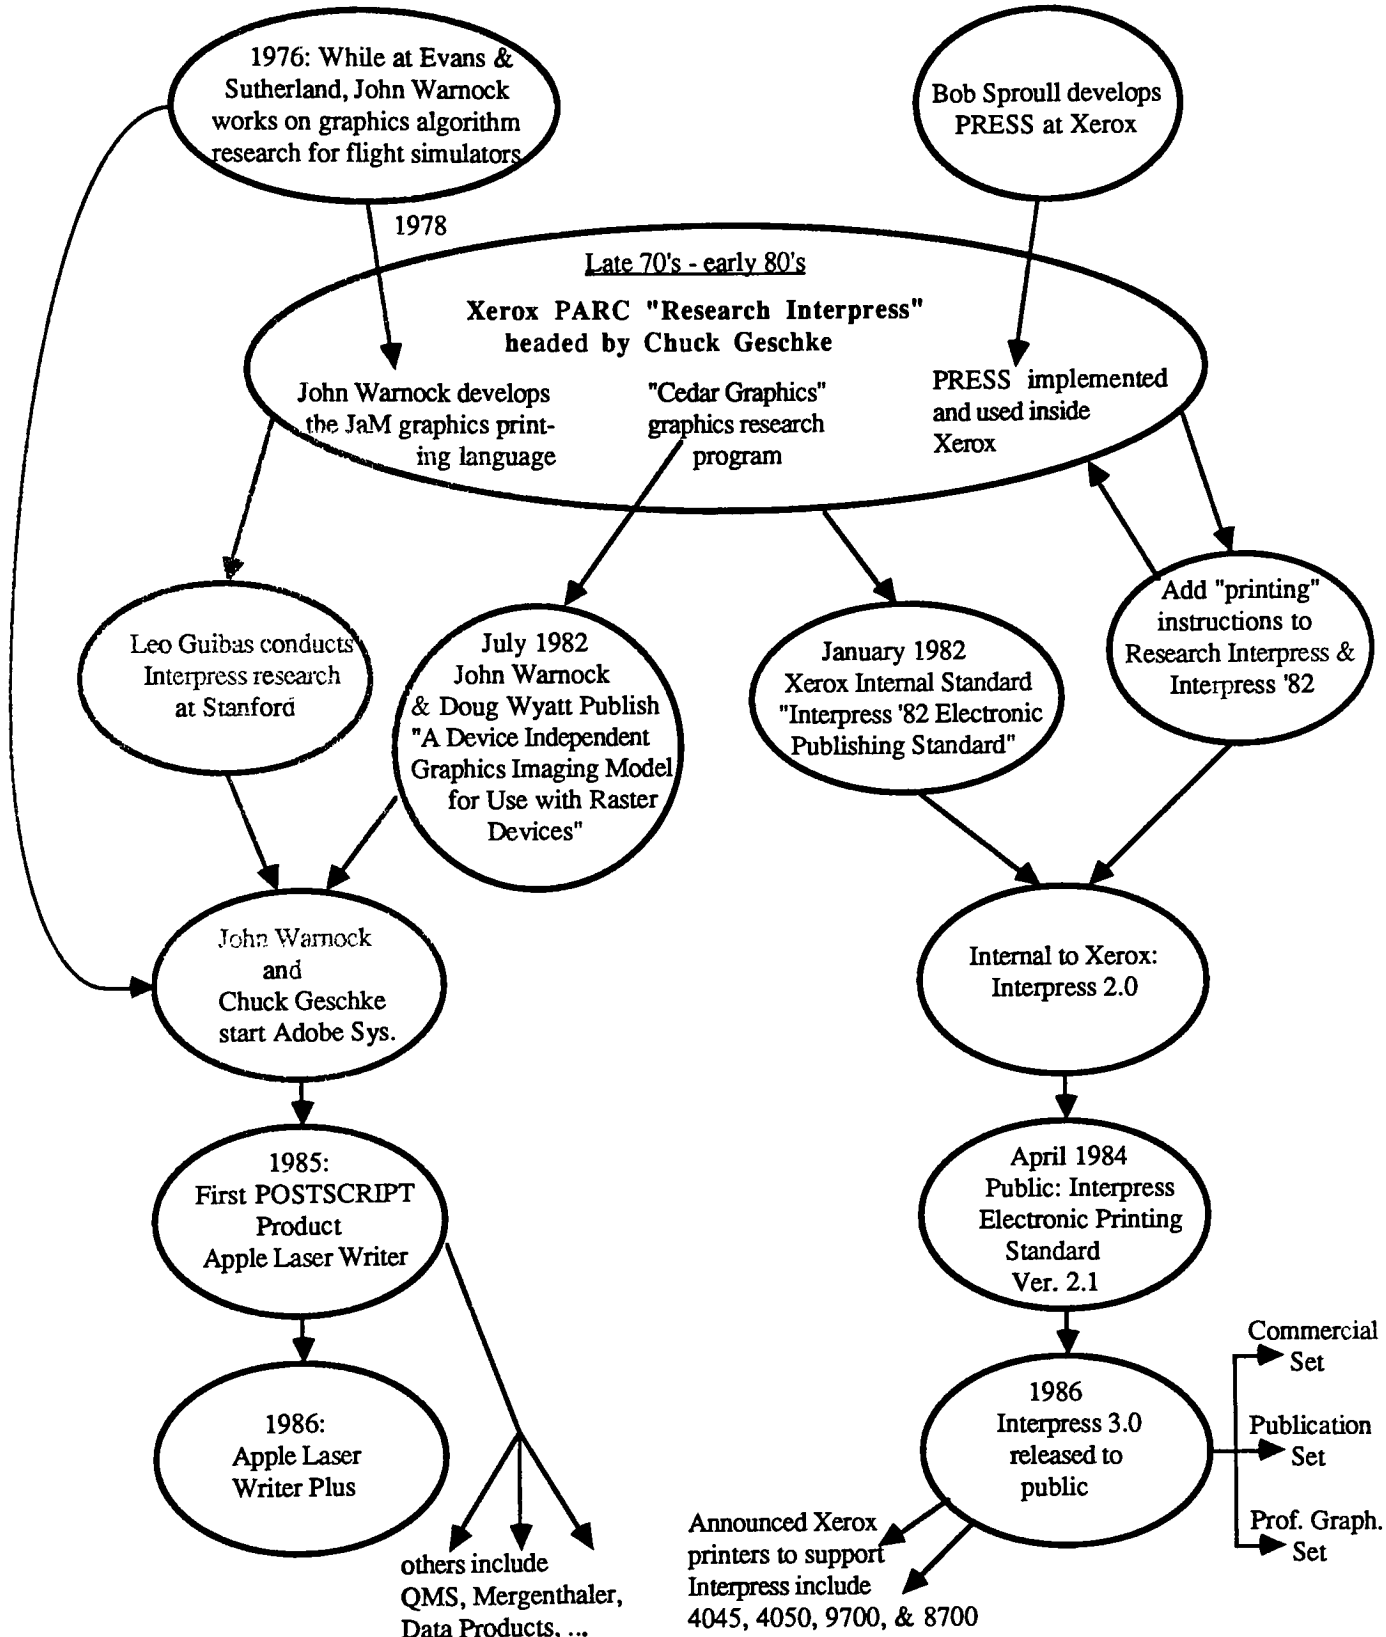 1976: While at Evans &
Sutherland, John Warnock
works on graphics algorithm
research for flight simulators
Bob Sproull develops
PRESS at Xerox
1978
Late 70's - early 80's
Xerox PARC "Research Interpress"
headed by Chuck Geschke
John Warnock develops
the JaM graphics print-
ing language
"Cedar Graphics"
graphics research
program
PRESS implemented
and used inside
Xerox
Leo Guibas conducts
Interpress research
at Stanford
July 1982
John Warnock
& Doug Wyatt Publish
"A Device Independent
Graphics Imaging Model
for Use with Raster
Devices"
January 1982
Xerox Internal Standard
"Interpress '82 Electronic
Publishing Standard"
Add "printing"
instructions to
Research Interpress &
Interpress '82
John Warnock
and
Chuck Geschke
start Adobe Sys.
Internal to Xerox:
Interpress 2.0
1985:
First POSTSCRIPT
Product
Apple Laser Writer
April 1984
Public: Interpress
Electronic Printing
Standard
Ver. 2.1
1986:
Apple Laser
Writer Plus
1986
Interpress 3.0
released to
public
Commercial
Set
Publication
Set
Prof. Graph.
Set
others include
QMS, Mergenthaler,
Data Products, ...
Announced Xerox
printers to support
Interpress include
4045, 4050, 9700, & 8700